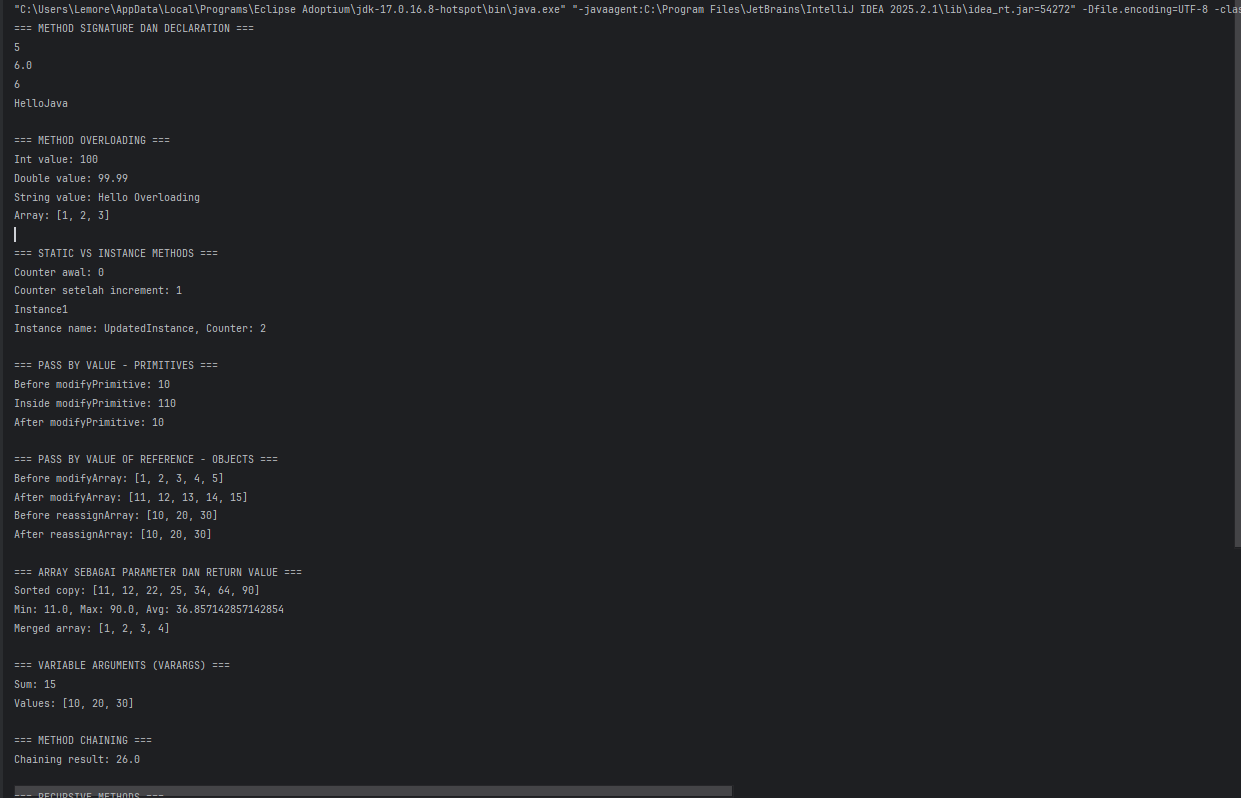 "C:\Users\Lemore\AppData\Local\Programs\Eclipse Adoptium\jdk-17.0.16.8-hotspot\bin\java.exe" "-javaagent:C:\Program Files\JetBrains\IntelliJ IDEA 2025.2.1\lib\idea_rt.jar=54272" -Dfile.encoding=UTF-8 -clas
=== METHOD SIGNATURE DAN DECLARATION ===
5
6.0
6
HelloJava
=== METHOD OVERLOADING ===
Int value: 100
Double value: 99.99
String value: Hello Overloading
Array: [1, 2, 3]
=== STATIC VS INSTANCE METHODS ===
Counter awal: 0
Counter setelah increment: 1
Instance1
Instance name: UpdatedInstance, Counter: 2
=== PASS BY VALUE - PRIMITIVES ===
Before modifyPrimitive: 10
Inside modifyPrimitive: 110
After modifyPrimitive: 10
=== PASS BY VALUE OF REFERENCE - OBJECTS ===
Before modifyArray: [1, 2, 3, 4, 5]
After modifyArray: [11, 12, 13, 14, 15]
Before reassignArray: [10, 20, 30]
After reassignArray: [10, 20, 30]
=== ARRAY SEBAGAI PARAMETER DAN RETURN VALUE ===
Sorted copy: [11, 12, 22, 25, 34, 64, 90]
Min: 11.0, Max: 90.0, Avg: 36.857142857142854
Merged array: [1, 2, 3, 4]
=== VARIABLE ARGUMENTS (VARARGS) ===
Sum: 15
Values: [10, 20, 30]
=== METHOD CHAINING ===
Chaining result: 26.0
=== RECURSIVE METHODS ===